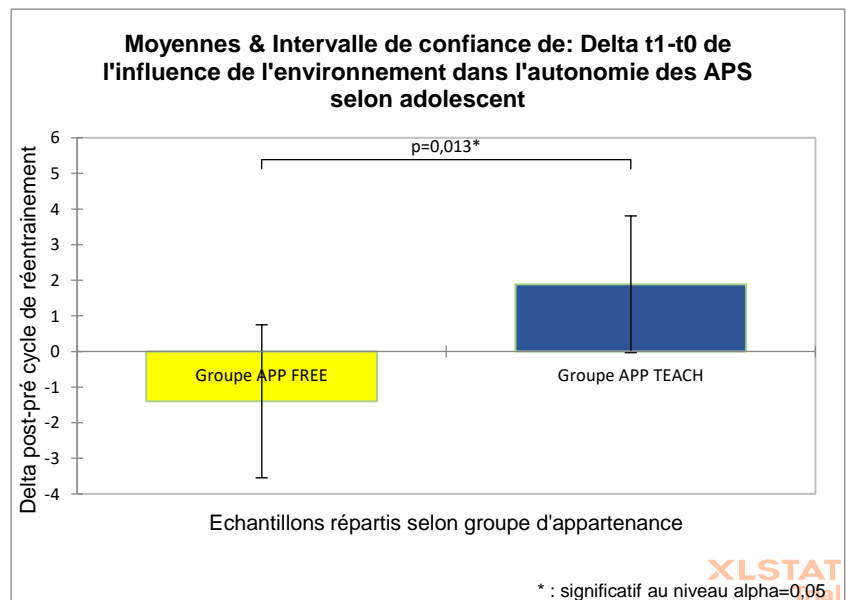 Moyennes & Intervalle de confiance de: Delta t1-t0 de
l'influence de l'environnement dans l'autonomie des APS
selon adolescent
Delta post-pré cycle de réentrainement
6
5
4
3
2
1
0
-1
-2
-3
-4
p=0,013*
Groupe APP FREE
Groupe APP TEACH
Echantillons répartis selon groupe d'appartenance
XLSTAT
Trial
* : significatif au niveau alpha=0,05